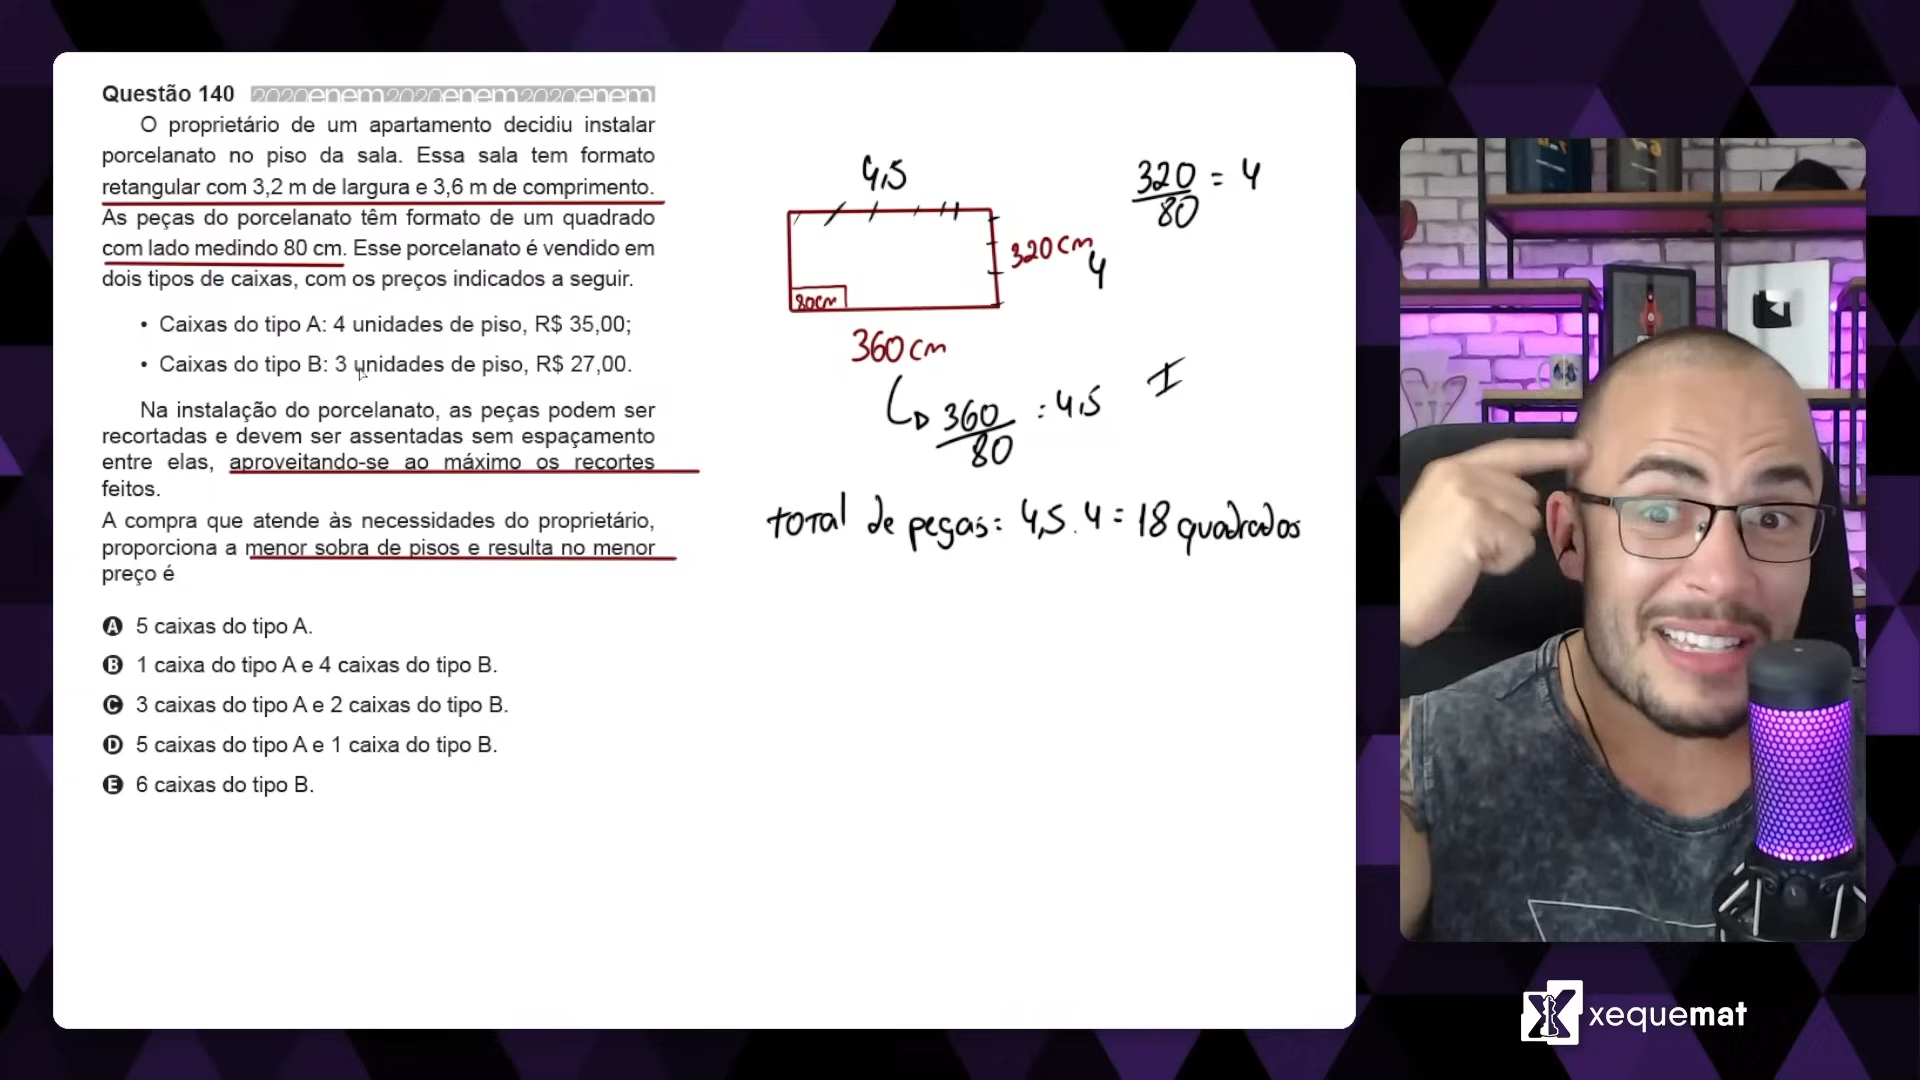 Questão 140 2020enem2020enem2020enem
O proprietário de um apartamento decidiu instalar
porcelanato no piso da sala. Essa sala tem formato
retangular com 3,2 m de largura e 3,6 m de comprimento.
As peças do porcelanato têm formato de um quadrado
com lado medindo 80 cm. Esse porcelanato é vendido em
dois tipos de caixas, com os preços indicados a seguir.
• Caixas do tipo A: 4 unidades de piso, R$ 35,00;
• Caixas do tipo B: 3 unidades de piso, R$ 27,00.
Na instalação do porcelanato, as peças podem ser
recortadas e devem ser assentadas sem espaçamento
entre elas, aproveitando-se ao máximo os recortes
feitos.
A compra que atende às necessidades do proprietário,
proporciona a menor sobra de pisos e resulta no menor
preço é
A 5 caixas do tipo A.
B 1 caixa do tipo A e 4 caixas do tipo B.
C 3 caixas do tipo A e 2 caixas do tipo B.
D 5 caixas do tipo A e 1 caixa do tipo B.
E 6 caixas do tipo B.
4,5
320 cm
4
80cm
360 cm
320/80 = 4
360/80 : 4,5
I
total de peças: 4,5 . 4 = 18 quadrados
xequemat